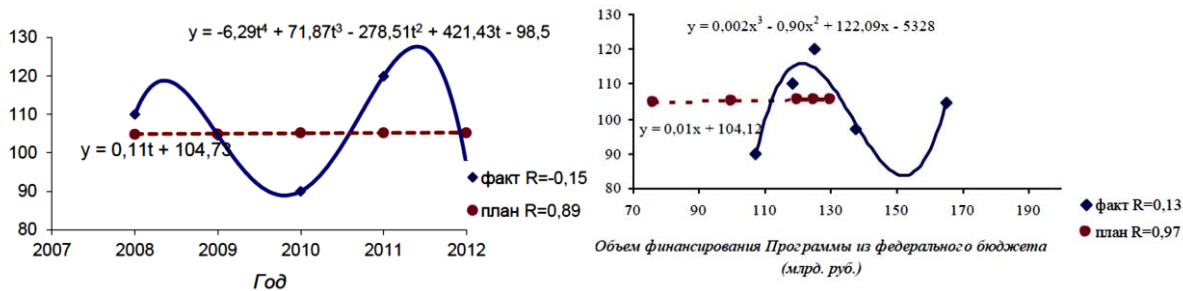 y = -6,29t⁴ + 71,87t³ - 278,51t² + 421,43t - 98,5
130
120
110
100
90
80
y = 0,11t + 104,73
факт R=-0,15
план R=0,89
2007 2008 2009 2010 2011 2012
Год
y = 0,002x³ - 0,90x² + 122,09x - 5328
130
120
110
100
90
80
y = 0,01x + 104,12
70 90 110 130 150 170 190
факт R=0,13
план R=0,97
Объем финансирования Программы из федерального бюджета
(млрд. руб.)